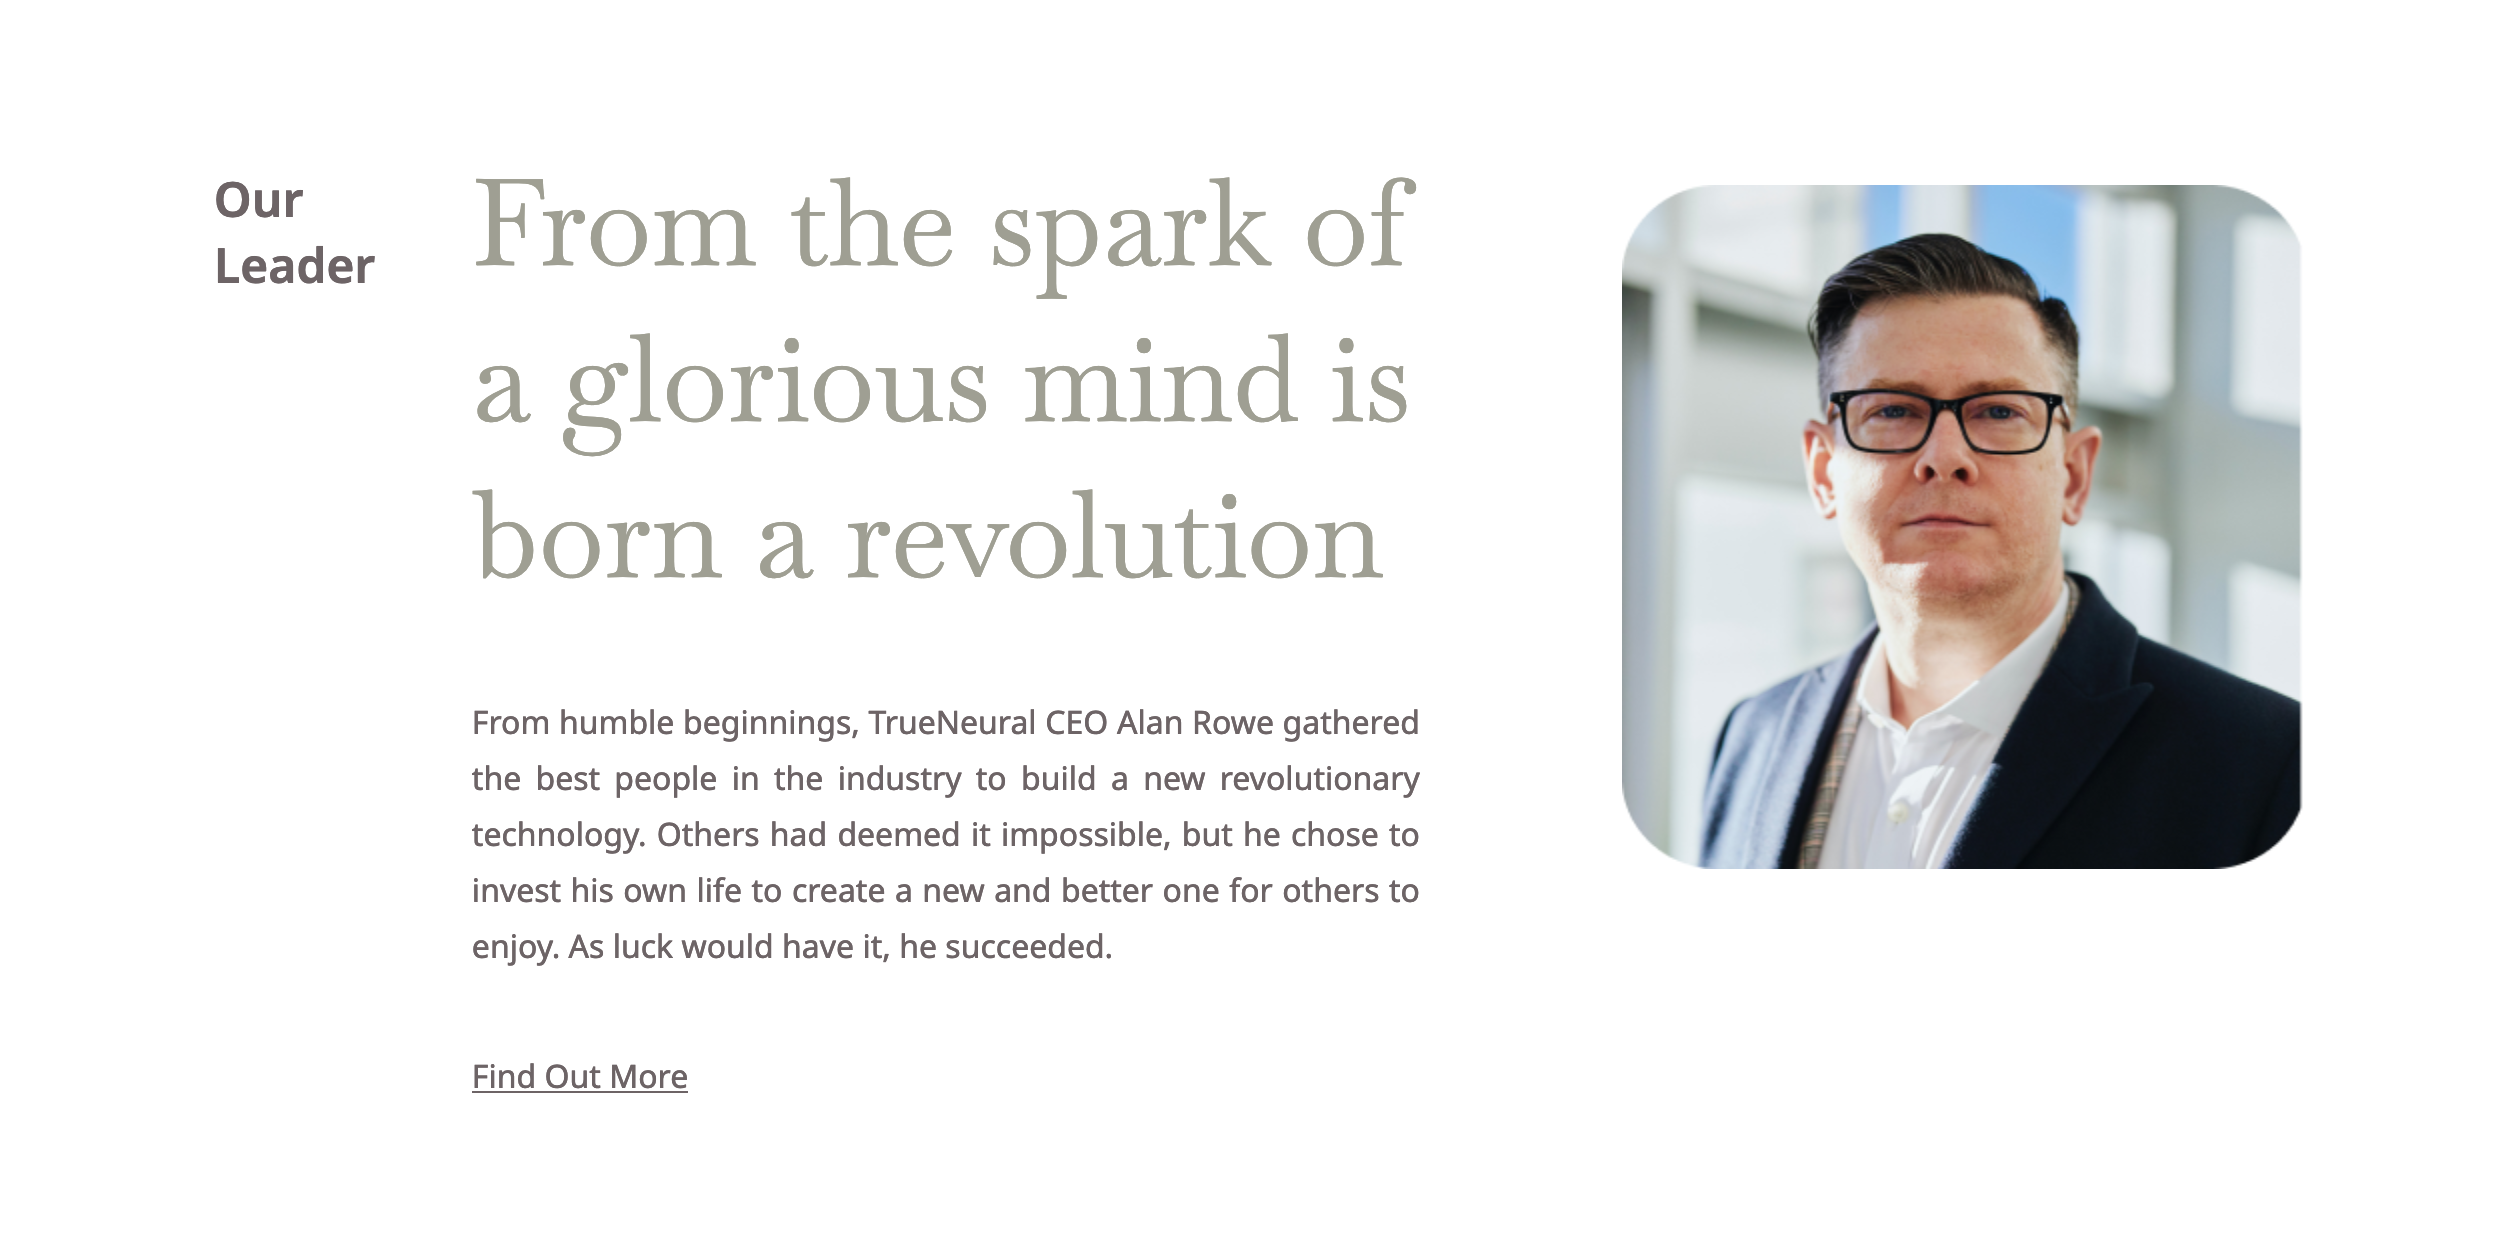 Our
Leader
From the spark of
a glorious mind is
born a revolution
From humble beginnings, TrueNeural CEO Alan Rowe gathered
the best people in the industry to build a new revolutionary
technology. Others had deemed it impossible, but he chose to
invest his own life to create a new and better one for others to
enjoy. As luck would have it, he succeeded.
Find Out More